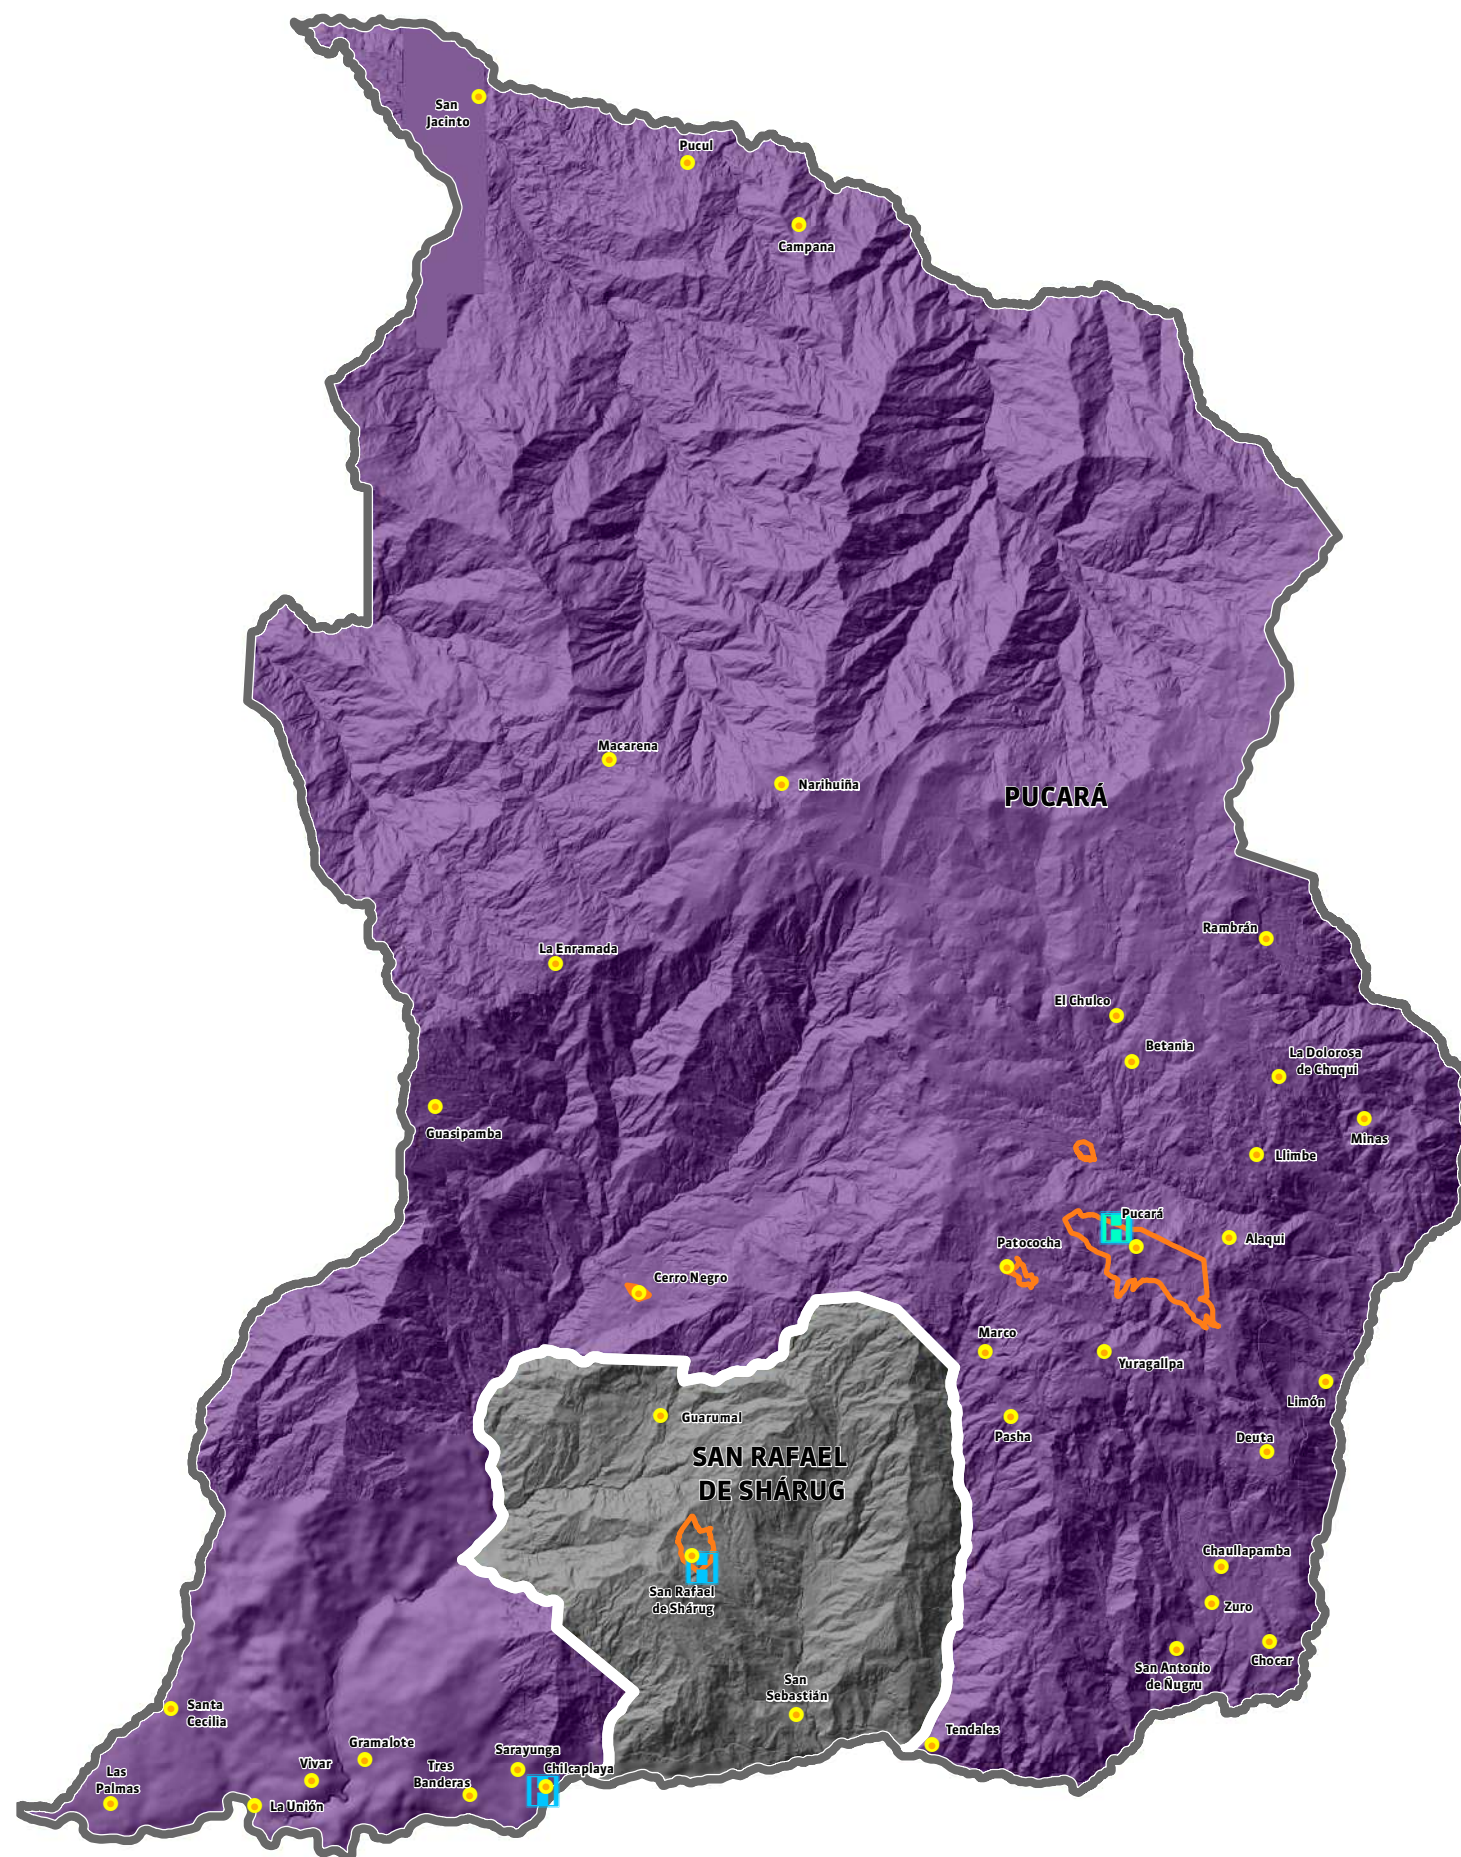 San
Jacinto
Pucul
Campana
Macarena
Narihuiña
PUCARÁ
Rambrán
La Enramada
El Chulco
Betania
La Dolorosa
de Chuqui
Guasipamba
Minas
Llimbe
Pucará
Alaqui
Patococha
Cerro Negro
Marco
Yuragallpa
Limón
Guarumal
Pasha
Deuta
SAN RAFAEL
DE SHÁRUG
Chaullapamba
San Rafael
de Shárug
Zuro
Chocar
San Antonio
de Ñugru
San
Sebastián
Santa
Cecilia
Tendales
Gramalote
Sarayunga
Vivar
Tres
Banderas
Chilcaplaya
Las
Palmas
La Unión